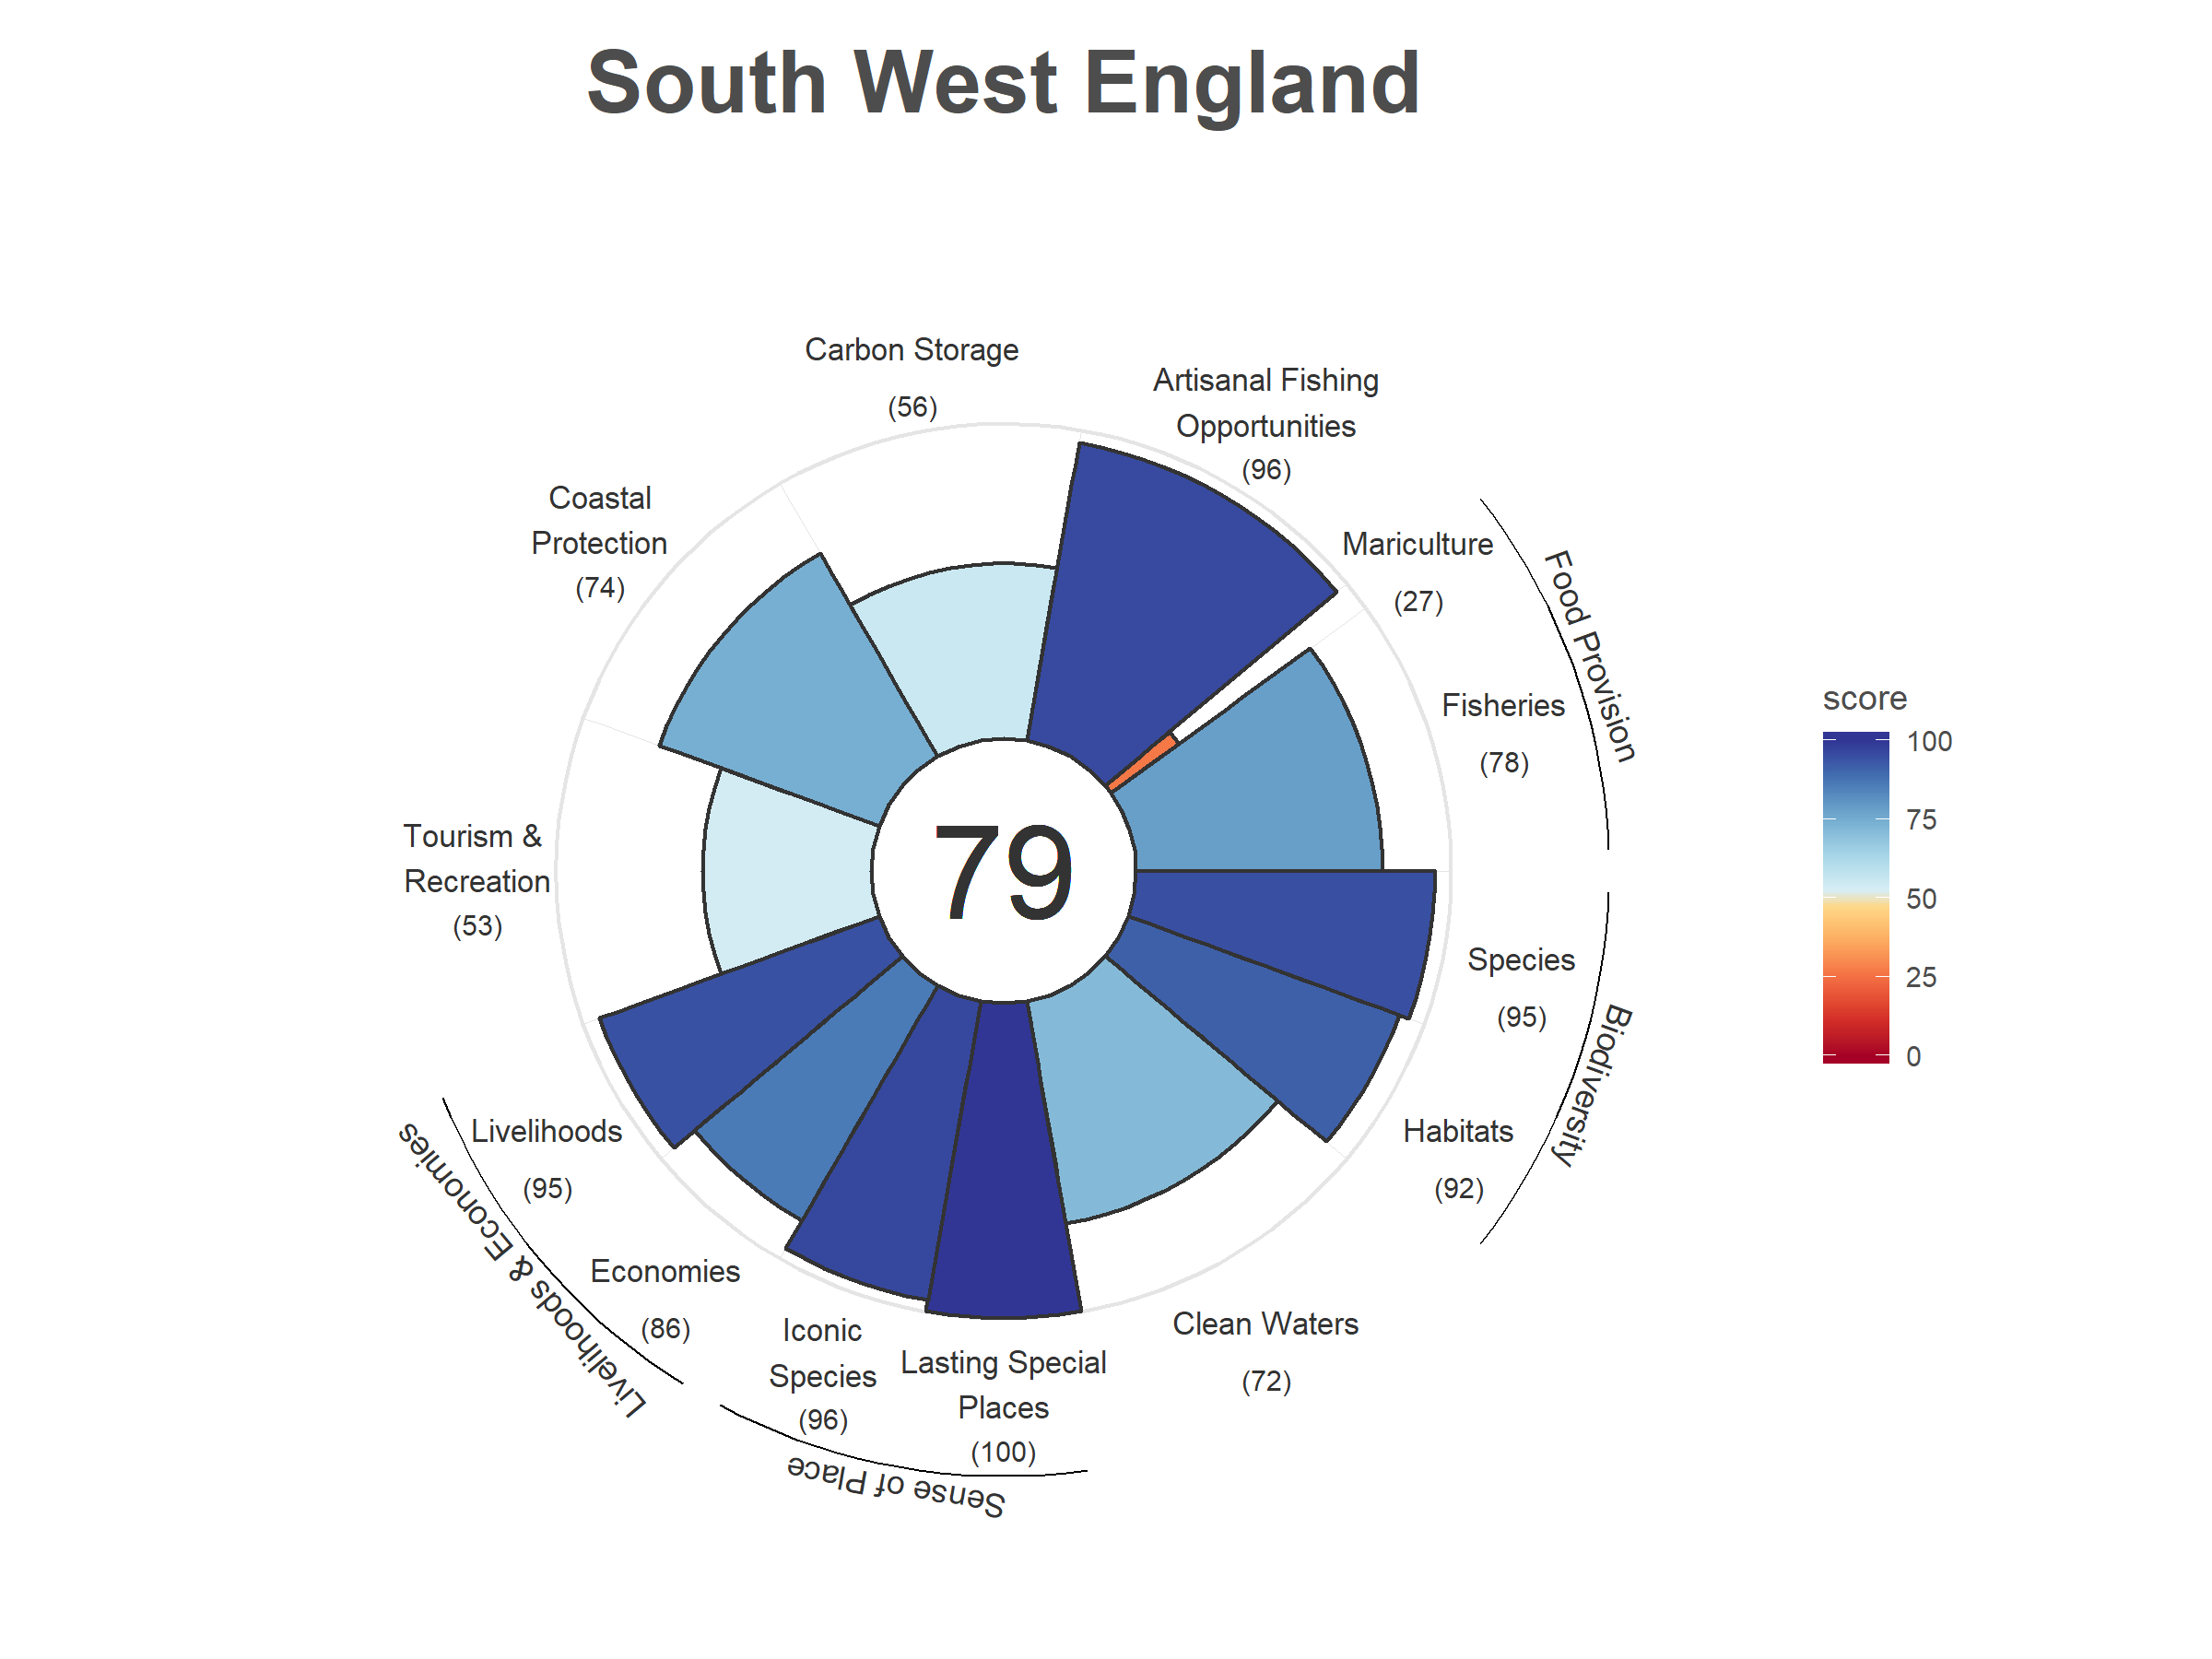 South West England
Carbon Storage
(56)
Artisanal Fishing
Opportunities
(96)
Coastal
Protection
(74)
Mariculture
(27)
Food Provision
Fisheries
(78)
score
100
75
50
25
0
Tourism &
Recreation
(53)
79
Species
(95)
Biodiversity
Habitats
(92)
Livelihoods
(95)
Livelihoods & Economies
Economies
(86)
Iconic
Species
(96)
Lasting Special
Places
(100)
Clean Waters
(72)
Sense of Place